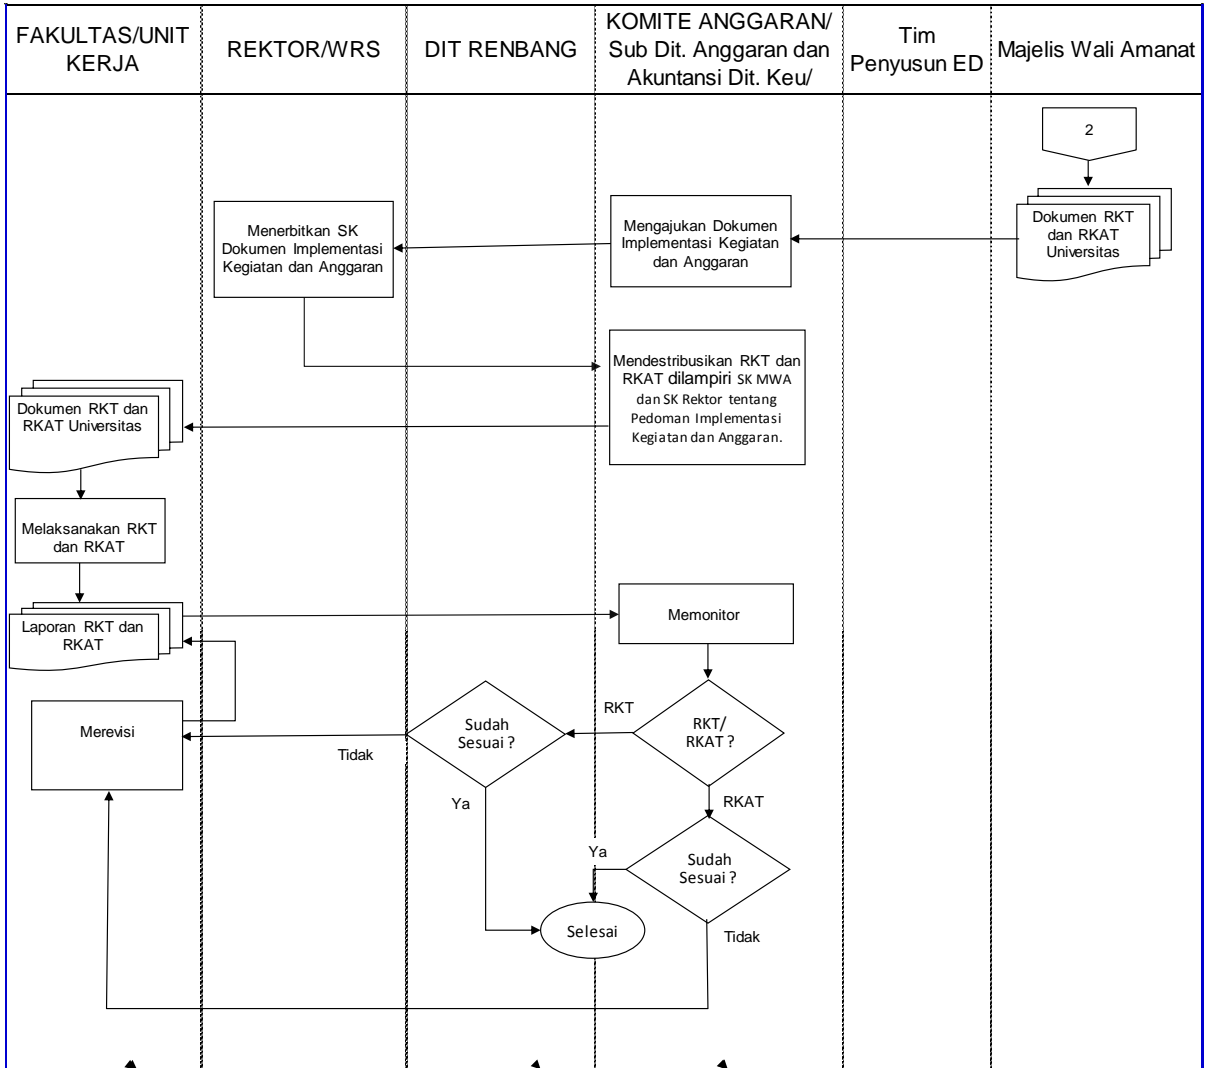 FAKULTAS/UNIT
KERJA
REKTOR/WRS
DIT RENBANG
KOMITE ANGGARAN/
Sub Dit. Anggaran dan
Akuntansi Dit. Keu/
Tim
Penyusun ED
Majelis Wali Amanat
2
Dokumen RKT
dan RKAT
Universitas
Mengajukan Dokumen
Implementasi Kegiatan
dan Anggaran
Menerbitkan SK
Dokumen Implementasi
Kegiatan dan Anggaran
Mendestribusikan RKT dan
RKAT dilampiri SK MWA
dan SK Rektor tentang
Pedoman Implementasi
Kegiatan dan Anggaran.
Dokumen RKT dan
RKAT Universitas
Melaksanakan RKT
dan RKAT
Laporan RKT dan
RKAT
Memonitor
RKT/
RKAT ?
RKT
Sudah
Sesuai ?
Tidak
Merevisi
Ya
RKAT
Sudah
Sesuai ?
Ya
Tidak
Selesai